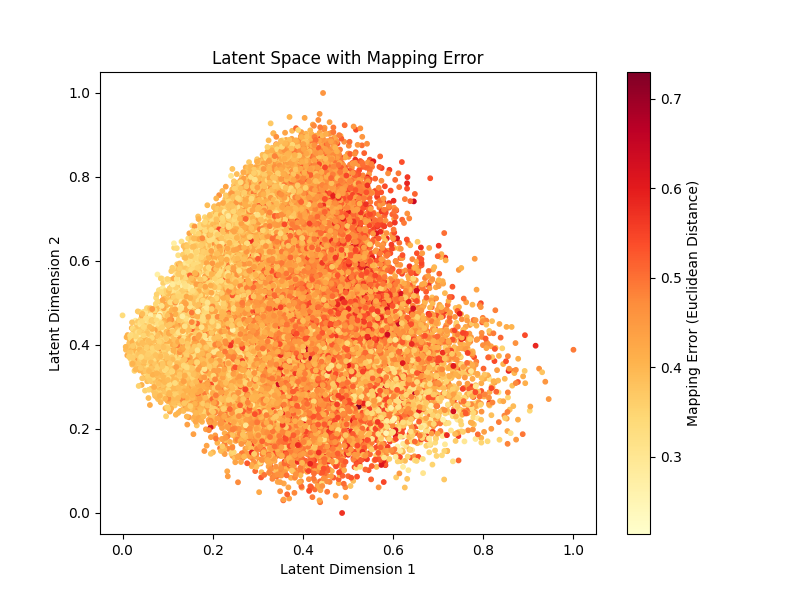 Latent Space with Mapping Error
Latent Dimension 2
1.0
0.8
0.6
0.4
0.2
0.0
0.0 0.2 0.4 0.6 0.8 1.0
Latent Dimension 1
0.7
0.6
0.5
0.4
0.3
Mapping Error (Euclidean Distance)